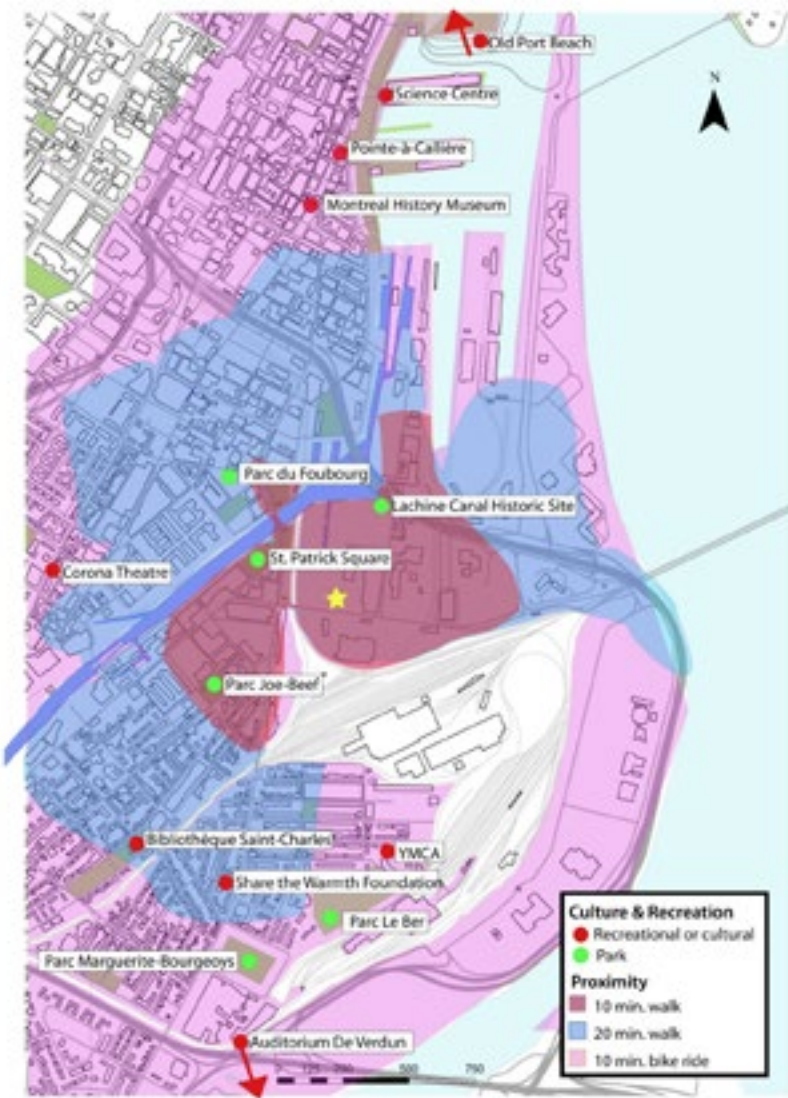 Old Port Beach
N
Science Centre
Pointe-à-Callière
Montreal History Museum
Parc du Foubourg
Lachine Canal Historic Site
St. Patrick Square
Corona Theatre
Parc Joe-Beef
Bibliothèque Saint-Charles
YMCA
Share the Warmth Foundation
Parc Le Ber
Parc Marguerite-Bourgeoys
Auditorium De Verdun
0 125 250 500 750
Culture & Recreation
Recreational or cultural
Park
Proximity
10 min. walk
20 min. walk
10 min. bike ride